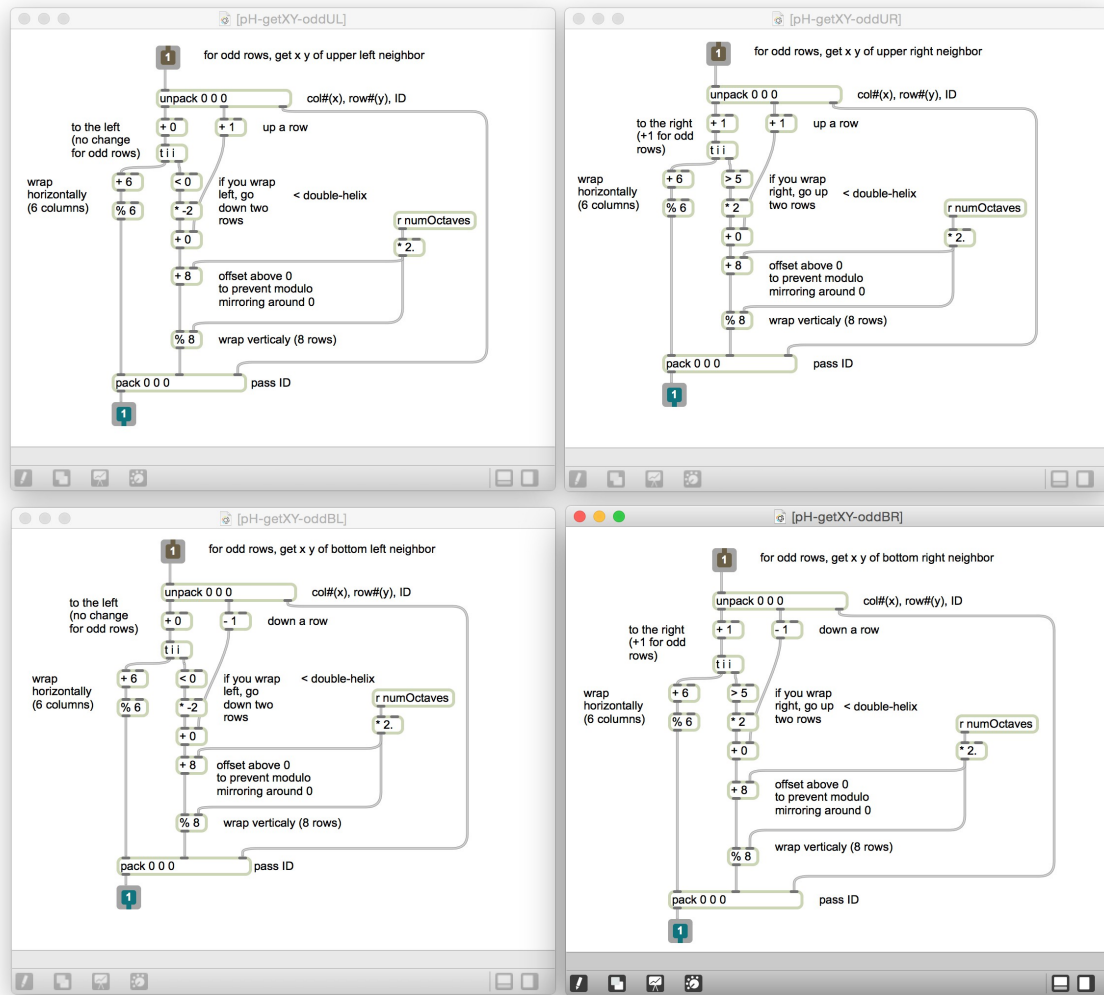 [pH-getXY-oddUL]
1
for odd rows, get x y of upper left neighbor
unpack 0 0 0
col#(x), row#(y), ID
to the left
(no change
for odd rows)
+ 0
+ 1
up a row
t i i
wrap
horizontally
(6 columns)
+ 6
< 0
if you wrap
left, go
down two
rows
< double-helix
% 6
* -2
r numOctaves
+ 0
* 2.
+ 8
offset above 0
to prevent modulo
mirroring around 0
% 8
wrap verticaly (8 rows)
pack 0 0 0
pass ID
1
[pH-getXY-oddUR]
1
for odd rows, get x y of upper right neighbor
unpack 0 0 0
col#(x), row#(y), ID
to the right
(+1 for odd
rows)
+ 1
+ 1
up a row
t i i
wrap
horizontally
(6 columns)
+ 6
> 5
if you wrap
right, go up
two rows
< double-helix
% 6
* 2
r numOctaves
+ 0
* 2.
+ 8
offset above 0
to prevent modulo
mirroring around 0
% 8
wrap verticaly (8 rows)
pack 0 0 0
pass ID
1
[pH-getXY-oddBL]
1
for odd rows, get x y of bottom left neighbor
unpack 0 0 0
col#(x), row#(y), ID
to the left
(no change
for odd rows)
+ 0
- 1
down a row
t i i
wrap
horizontally
(6 columns)
+ 6
< 0
if you wrap
left, go
down two
rows
< double-helix
% 6
* -2
r numOctaves
+ 0
* 2.
+ 8
offset above 0
to prevent modulo
mirroring around 0
% 8
wrap verticaly (8 rows)
pack 0 0 0
pass ID
1
[pH-getXY-oddBR]
1
for odd rows, get x y of bottom right neighbor
unpack 0 0 0
col#(x), row#(y), ID
to the right
(+1 for odd
rows)
+ 1
- 1
down a row
t i i
wrap
horizontally
(6 columns)
+ 6
> 5
if you wrap
right, go up
two rows
< double-helix
% 6
* 2
r numOctaves
+ 0
* 2.
+ 8
offset above 0
to prevent modulo
mirroring around 0
% 8
wrap verticaly (8 rows)
pack 0 0 0
pass ID
1